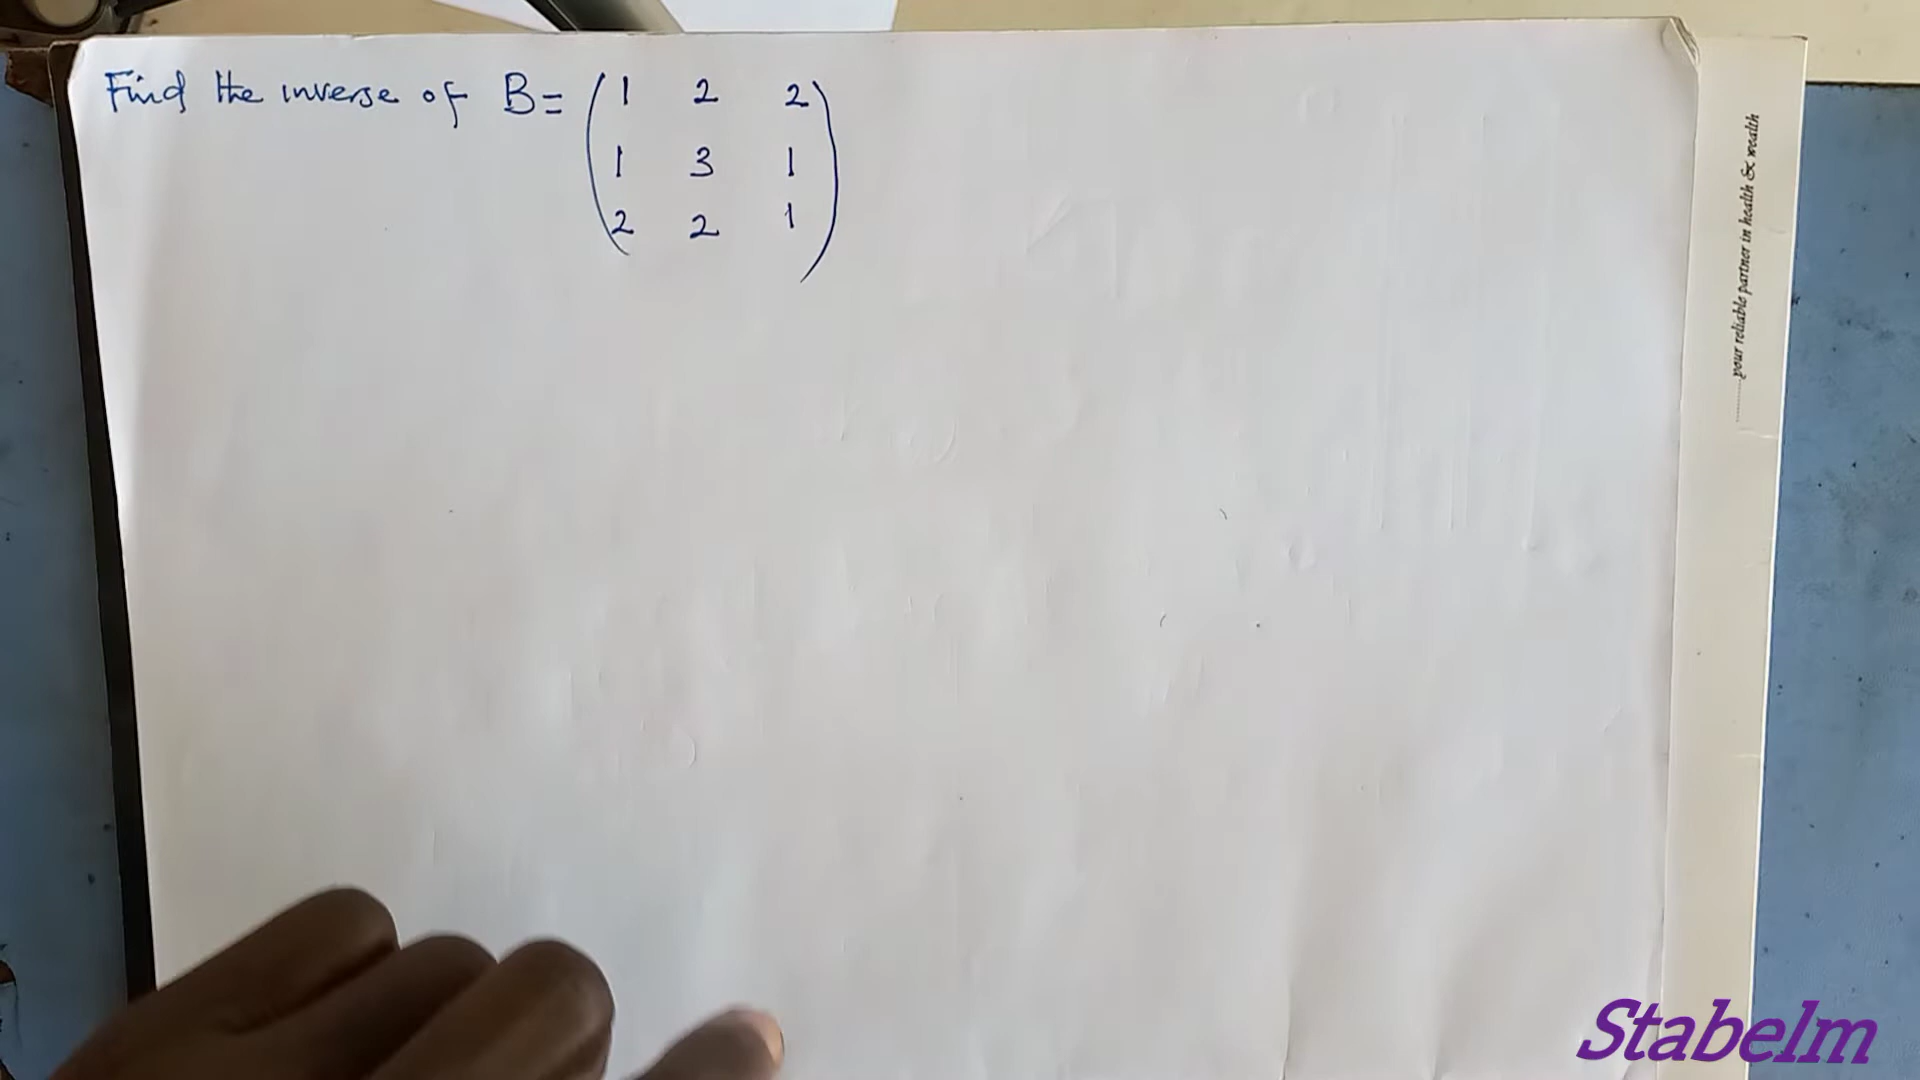 Find the inverse of B = ( 1 2 2
1 3 1
2 2 1 )
..........your reliable partner in health & wealth
Stabelm